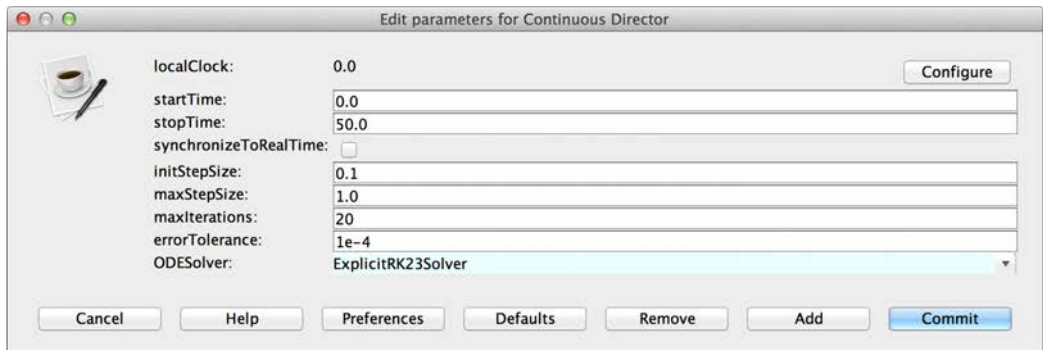 Edit parameters for Continuous Director
localClock: 0.0
Configure
startTime: 0.0
stopTime: 50.0
synchronizeToRealTime:
initStepSize: 0.1
maxStepSize: 1.0
maxIterations: 20
errorTolerance: 1e-4
ODESolver: ExplicitRK23Solver
Cancel Help Preferences Defaults Remove Add Commit